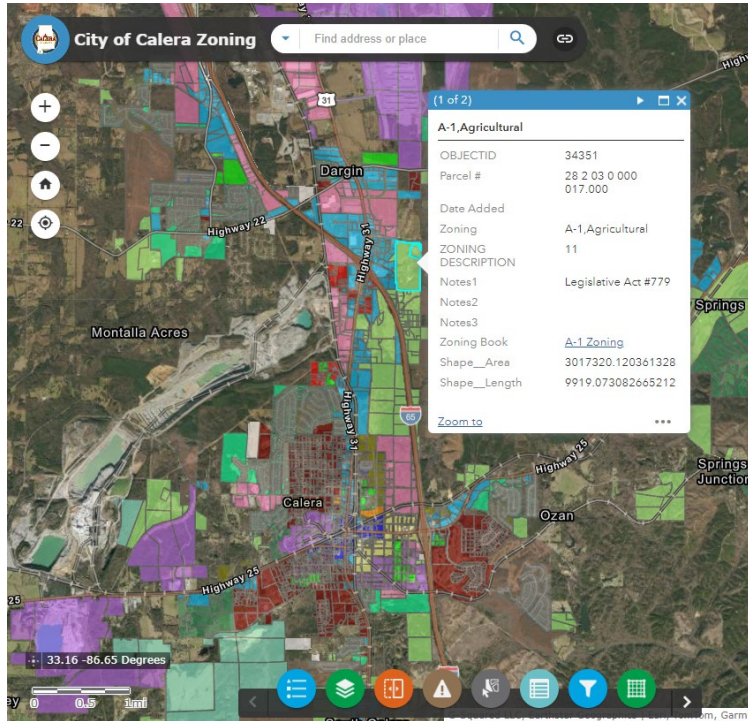 City of Calera Zoning
Find address or place
31
High
(1 of 2)
A-1,Agricultural
OBJECTID 34351
Parcel # 28 2 03 0 000
017.000
Date Added
Zoning A-1,Agricultural
ZONING
DESCRIPTION 11
Notes1 Legislative Act #779
Notes2
Notes3
Zoning Book A-1 Zoning
Shape__Area 3017320.120361328
Shape__Length 9919.073082665212
Zoom to
Dargin
22
Highway 22
Highway 31
Springs
Montalla Acres
Highway 31
65
Highway 25
Springs
Junction
Calera
Ozan
Highway 25
25
33.16 -86.65 Degrees
0 0.5 1mi